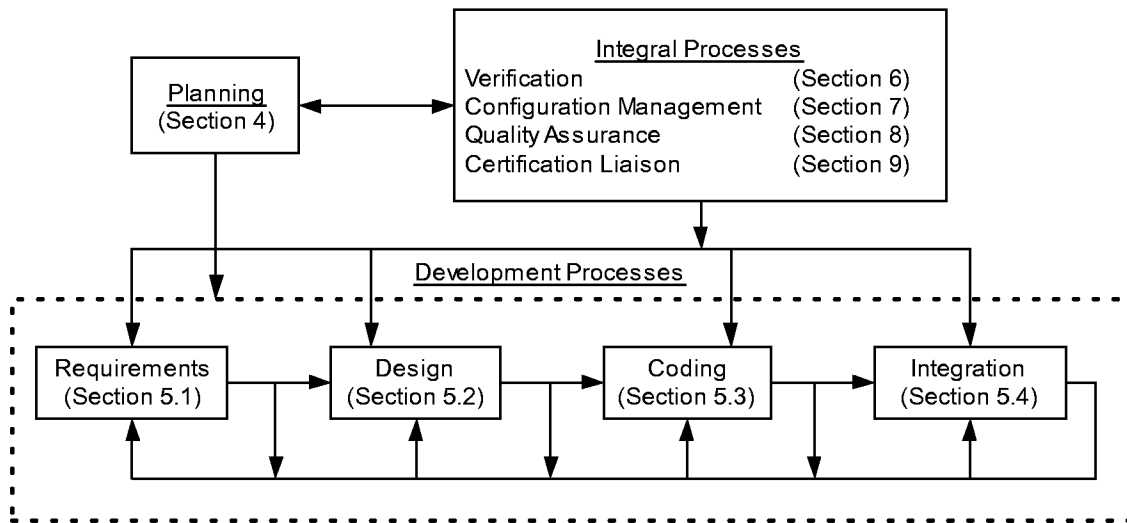 Integral Processes
Verification (Section 6)
Configuration Management (Section 7)
Quality Assurance (Section 8)
Certification Liaison (Section 9)
Planning
(Section 4)
Development Processes
Requirements
(Section 5.1)
Design
(Section 5.2)
Coding
(Section 5.3)
Integration
(Section 5.4)